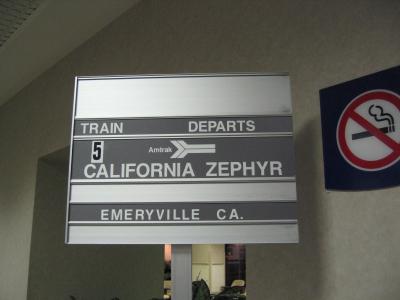 TRAIN DEPARTS
5 Amtrak
CALIFORNIA ZEPHYR
EMERYVILLE CA.